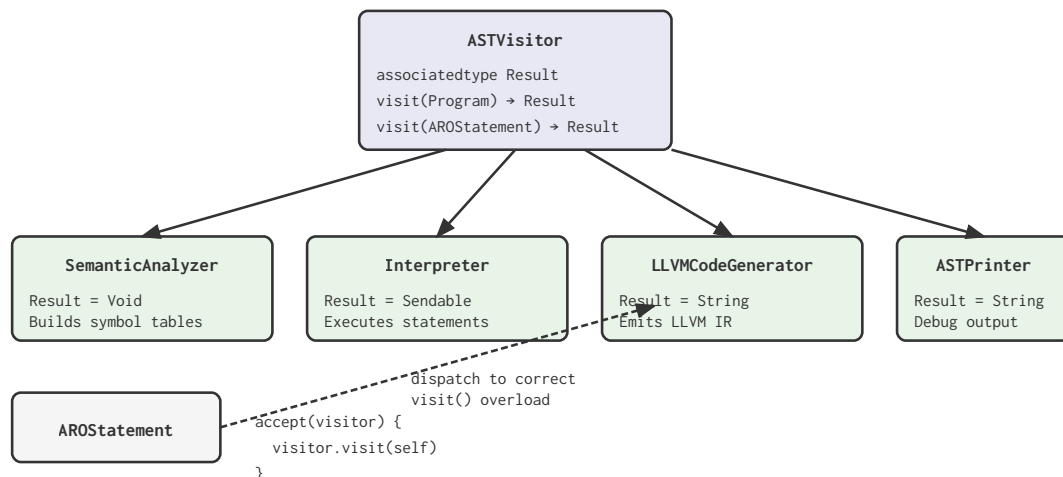 ASTVisitor
associatedtype Result
visit(Program) → Result
visit(AROStatement) → Result
SemanticAnalyzer
Result = Void
Builds symbol tables
Interpreter
Result = Sendable
Executes statements
LLVMCodeGenerator
Result = String
Emits LLVM IR
ASTPrinter
Result = String
Debug output
dispatch to correct
visit() overload
AROStatement
accept(visitor) {
visitor.visit(self)
}